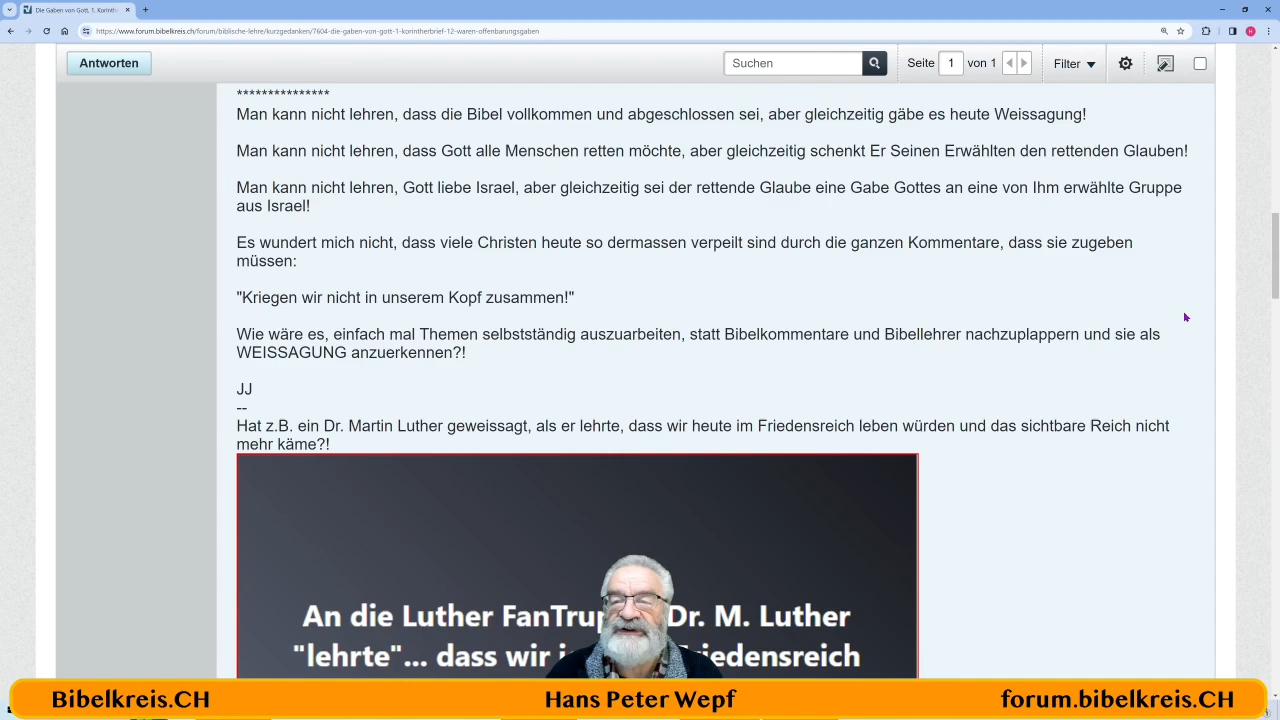 Die Gaben von Gott, 1. Korinth
https://www.forum.bibelkreis.ch/forum/biblische-lehre/kurzgedanken/7604-die-gaben-von-gott-1-korintherbrief-12-waren-offenbarungsgaben
Antworten
Suchen
Seite 1 von 1
Filter
***************
Man kann nicht lehren, dass die Bibel vollkommen und abgeschlossen sei, aber gleichzeitig gäbe es heute Weissagung!
Man kann nicht lehren, dass Gott alle Menschen retten möchte, aber gleichzeitig schenkt Er Seinen Erwählten den rettenden Glauben!
Man kann nicht lehren, Gott liebe Israel, aber gleichzeitig sei der rettende Glaube eine Gabe Gottes an eine von Ihm erwählte Gruppe
aus Israel!
Es wundert mich nicht, dass viele Christen heute so dermassen verpeilt sind durch die ganzen Kommentare, dass sie zugeben
müssen:
"Kriegen wir nicht in unserem Kopf zusammen!"
Wie wäre es, einfach mal Themen selbstständig auszuarbeiten, statt Bibelkommentare und Bibellehrer nachzuplappern und sie als
WEISSAGUNG anzuerkennen?!
JJ
--
Hat z.B. ein Dr. Martin Luther geweissagt, als er lehrte, dass wir heute im Friedensreich leben würden und das sichtbare Reich nicht
mehr käme?!
An die Luther Dr. M. Luther
"lehrte"... dass wir
Bibelkreis.CH
Hans Peter Wepf
forum.bibelkreis.CH